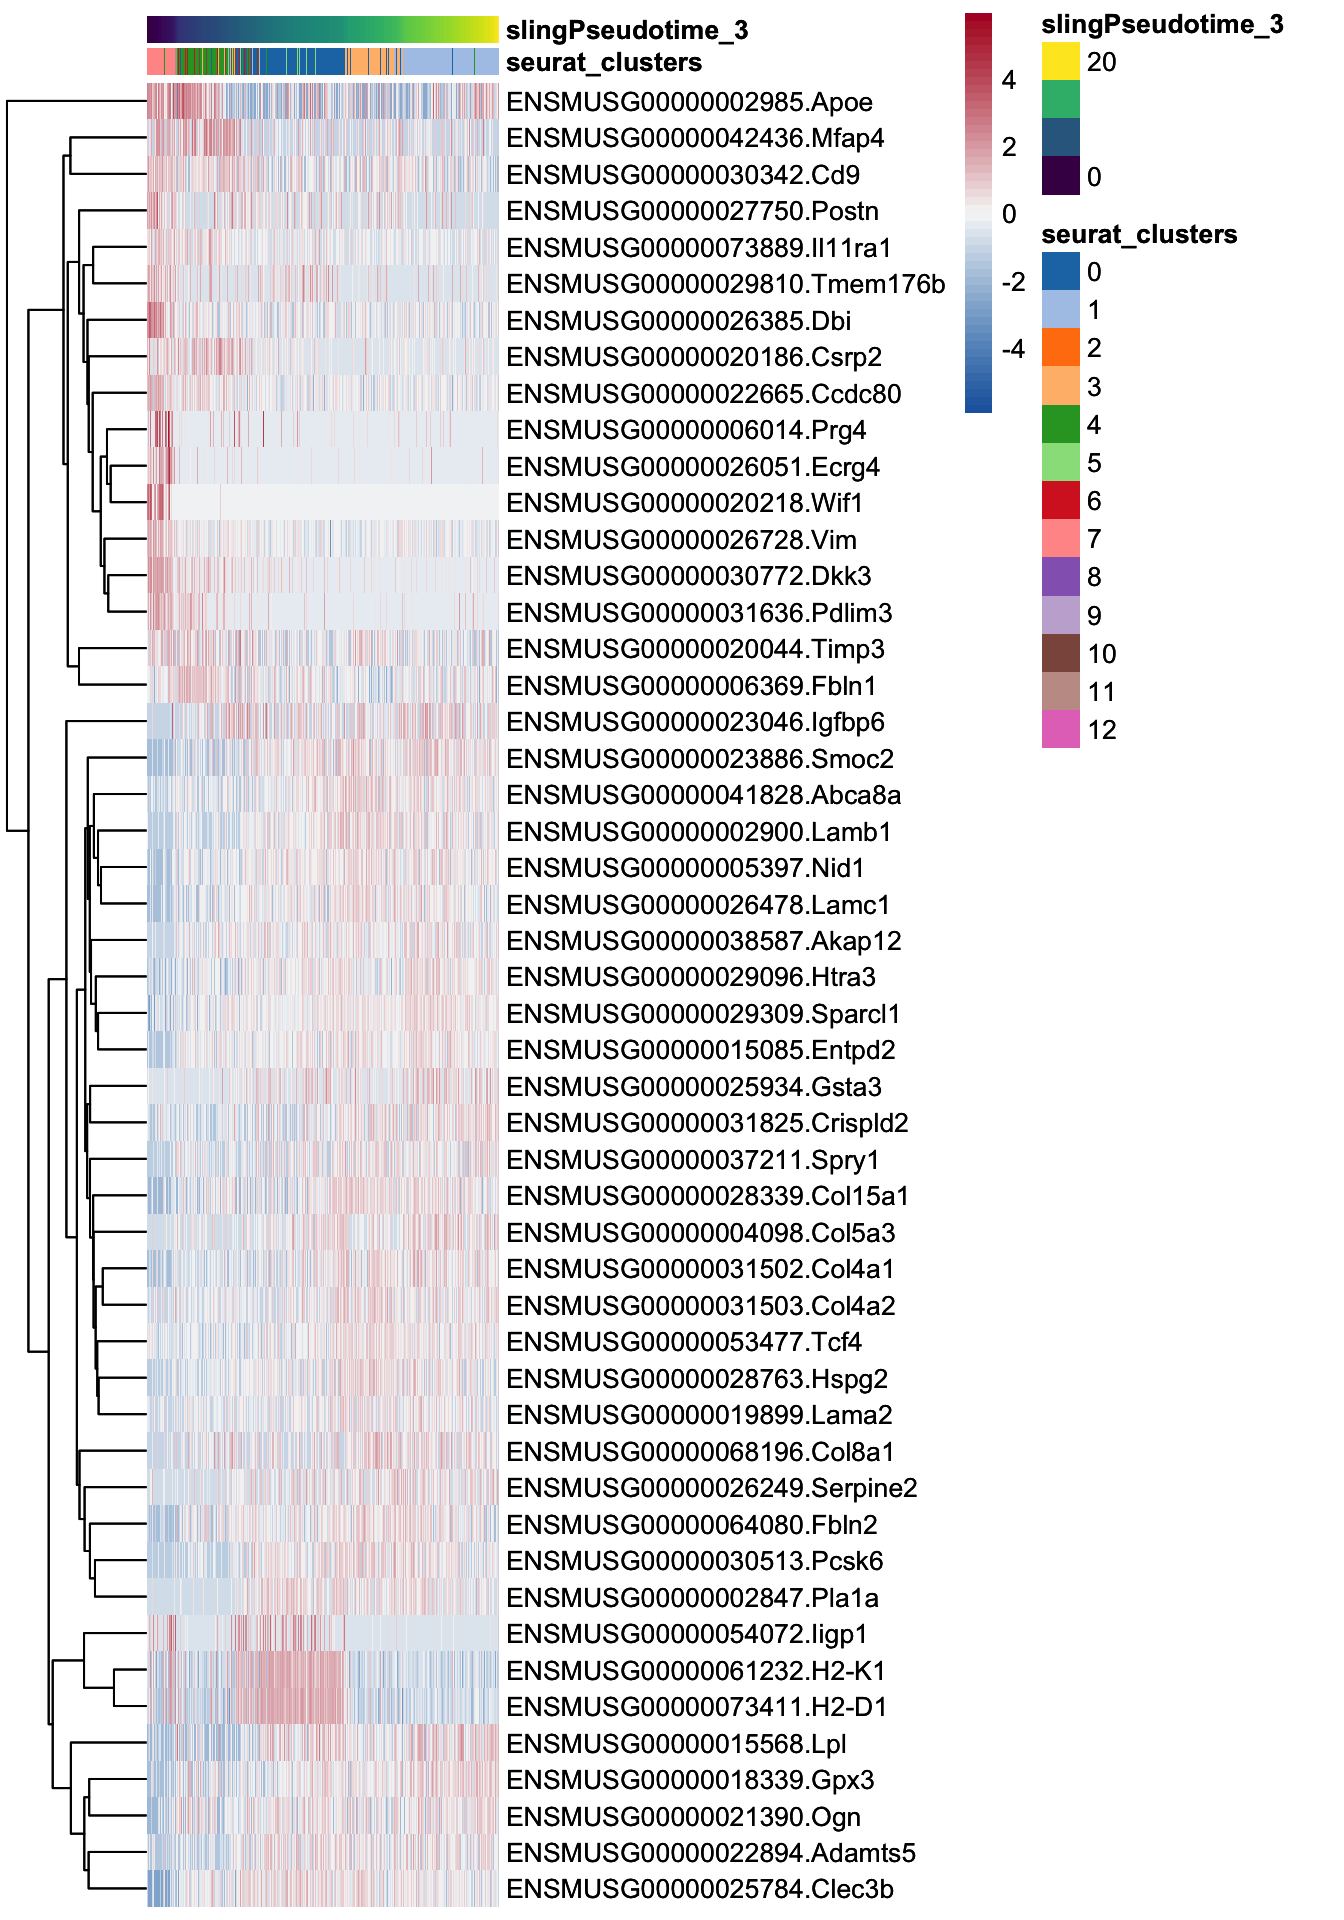 slingPseudotime_3
seurat_clusters
ENSMUSG00000002985.Apoe
ENSMUSG00000042436.Mfap4
ENSMUSG00000030342.Cd9
ENSMUSG00000027750.Postn
ENSMUSG00000073889.Il11ra1
ENSMUSG00000029810.Tmem176b
ENSMUSG00000026385.Dbi
ENSMUSG00000020186.Csrp2
ENSMUSG00000022665.Ccdc80
ENSMUSG00000006014.Prg4
ENSMUSG00000026051.Ecrg4
ENSMUSG00000020218.Wif1
ENSMUSG00000026728.Vim
ENSMUSG00000030772.Dkk3
ENSMUSG00000031636.Pdlim3
ENSMUSG00000020044.Timp3
ENSMUSG00000006369.Fbln1
ENSMUSG00000023046.Igfbp6
ENSMUSG00000023886.Smoc2
ENSMUSG00000041828.Abca8a
ENSMUSG00000002900.Lamb1
ENSMUSG00000005397.Nid1
ENSMUSG00000026478.Lamc1
ENSMUSG00000038587.Akap12
ENSMUSG00000029096.Htra3
ENSMUSG00000029309.Sparcl1
ENSMUSG00000015085.Entpd2
ENSMUSG00000025934.Gsta3
ENSMUSG00000031825.Crispld2
ENSMUSG00000037211.Spry1
ENSMUSG00000028339.Col15a1
ENSMUSG00000004098.Col5a3
ENSMUSG00000031502.Col4a1
ENSMUSG00000031503.Col4a2
ENSMUSG00000053477.Tcf4
ENSMUSG00000028763.Hspg2
ENSMUSG00000019899.Lama2
ENSMUSG00000068196.Col8a1
ENSMUSG00000026249.Serpine2
ENSMUSG00000064080.Fbln2
ENSMUSG00000030513.Pcsk6
ENSMUSG00000002847.Pla1a
ENSMUSG00000054072.Iigp1
ENSMUSG00000061232.H2-K1
ENSMUSG00000073411.H2-D1
ENSMUSG00000015568.Lpl
ENSMUSG00000018339.Gpx3
ENSMUSG00000021390.Ogn
ENSMUSG00000022894.Adamts5
ENSMUSG00000025784.Clec3b
4
2
0
-2
-4
slingPseudotime_3
20
0
seurat_clusters
0
1
2
3
4
5
6
7
8
9
10
11
12